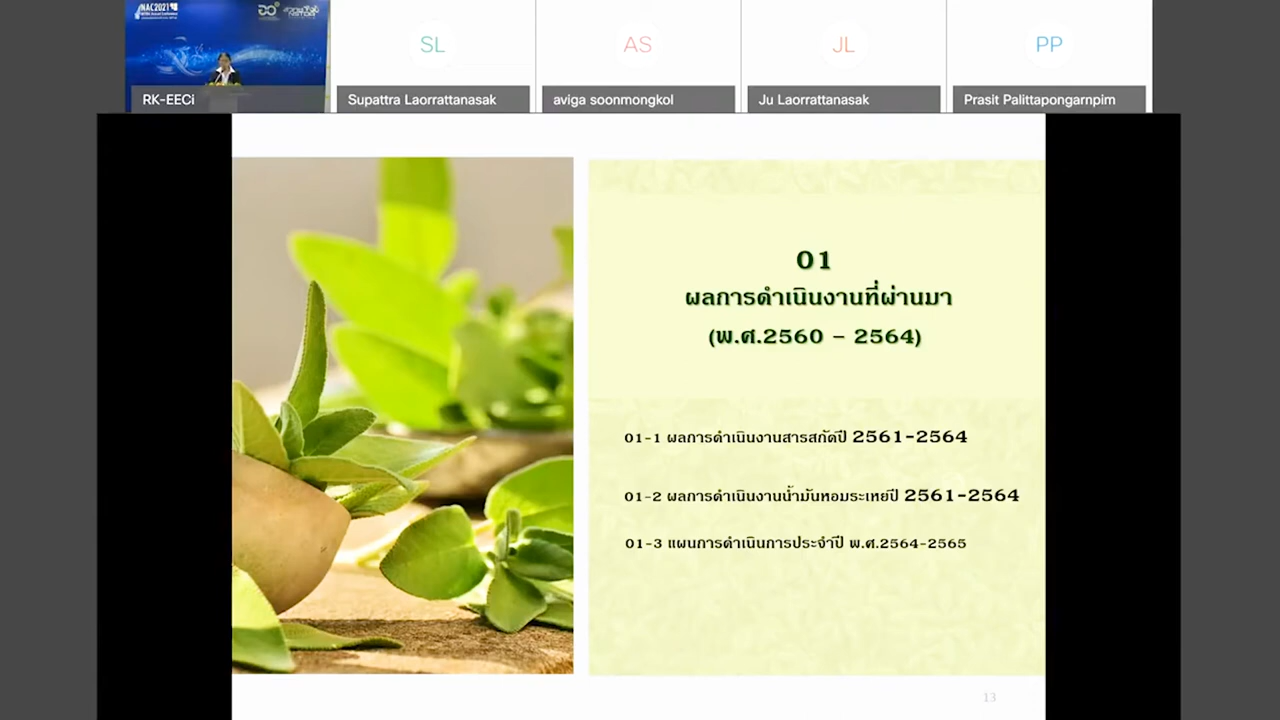 NAC2021
RK-EECi
SL
Supattra Laorrattanasak
AS
aviga soonmongkol
JL
Ju Laorrattanasak
PP
Prasit Palittapongarnpim
01
ผลการดำเนินงานที่ผ่านมา
(พ.ศ.2560 – 2564)
01-1 ผลการดำเนินงานสารสกัดปี 2561-2564
01-2 ผลการดำเนินงานน้ำมันหอมระเหยปี 2561-2564
01-3 แผนการดำเนินการประจำปี พ.ศ.2564-2565
13